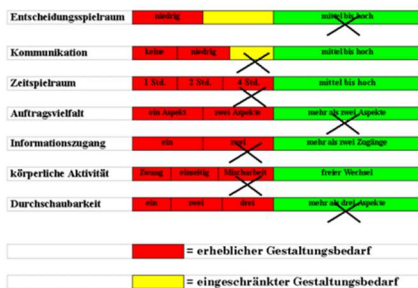 Entscheidungsspielraum niedrig mittel bis hoch
Kommunikation keine niedrig mittel bis hoch
Zeitspielraum 1 Std. 2 Std. 4 Std. mittel bis hoch
Auftragsvielfalt ein Aspekt zwei Aspekte mehr als zwei Aspekte
Informationszugang ein zwei mehr als zwei Zugänge
körperliche Aktivität Zwang einseitig Mischarbeit freier Wechsel
Durchschaubarkeit ein zwei drei mehr als drei Aspekte
= erheblicher Gestaltungsbedarf
= eingeschränkter Gestaltungsbedarf